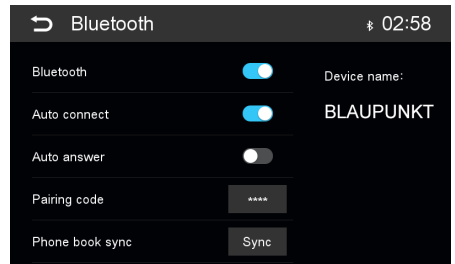 Bluetooth 02:58
Bluetooth
Device name:
Auto connect
BLAUPUNKT
Auto answer
Pairing code ****
Phone book sync Sync